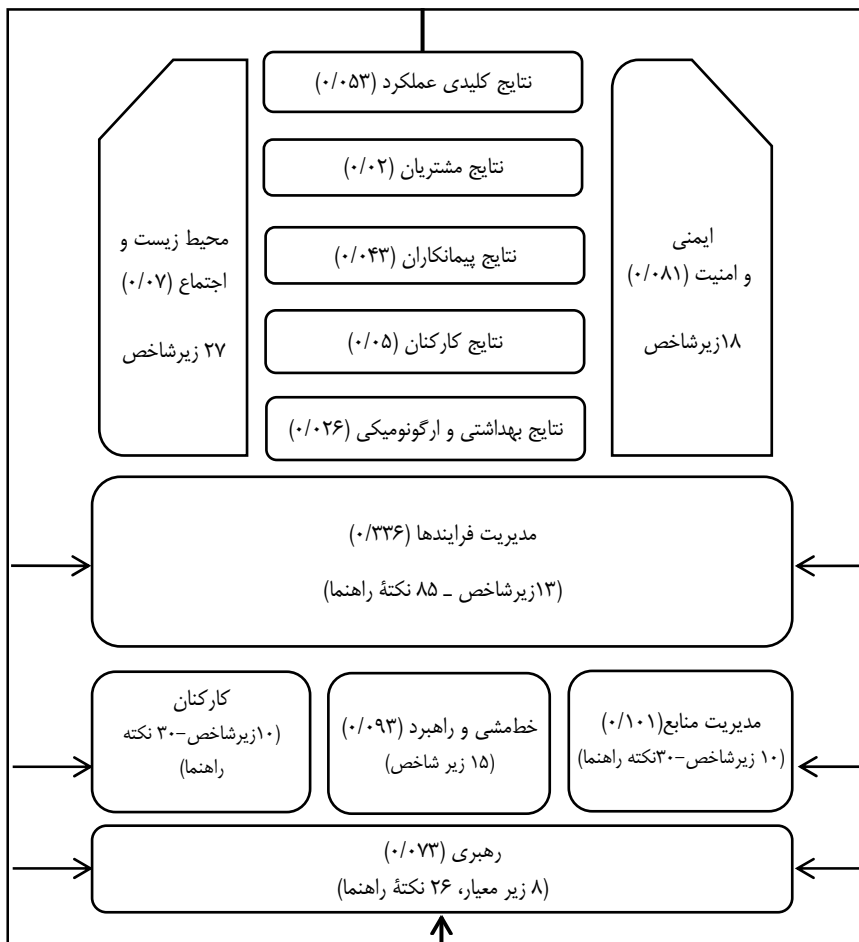 نتایج کلیدی عملکرد (۰/۰۵۳)
نتایج مشتریان (۰/۰۲)
نتایج پیمانکاران (۰/۰۴۳)
نتایج کارکنان (۰/۰۵)
نتایج بهداشتی و ارگونومیکی (۰/۰۲۶)
ایمنی
و امنیت (۰/۰۸۱)
۱۸زیرشاخص
محیط زیست و
اجتماع (۰/۰۷)
۲۷ زیرشاخص
مدیریت فرایندها (۰/۳۳۶)
(۱۳زیرشاخص – ۸۵ نکتۀ راهنما)
مدیریت منابع(۰/۱۰۱)
(۱۰ زیرشاخص-۳۰نکته راهنما)
خط‌مشی و راهبرد (۰/۰۹۳)
(۱۵ زیر شاخص)
کارکنان
(۱۰زیرشاخص-۳۰ نکته
راهنما)
رهبری (۰/۰۷۳)
(۸ زیر معیار، ۲۶ نکتۀ راهنما)